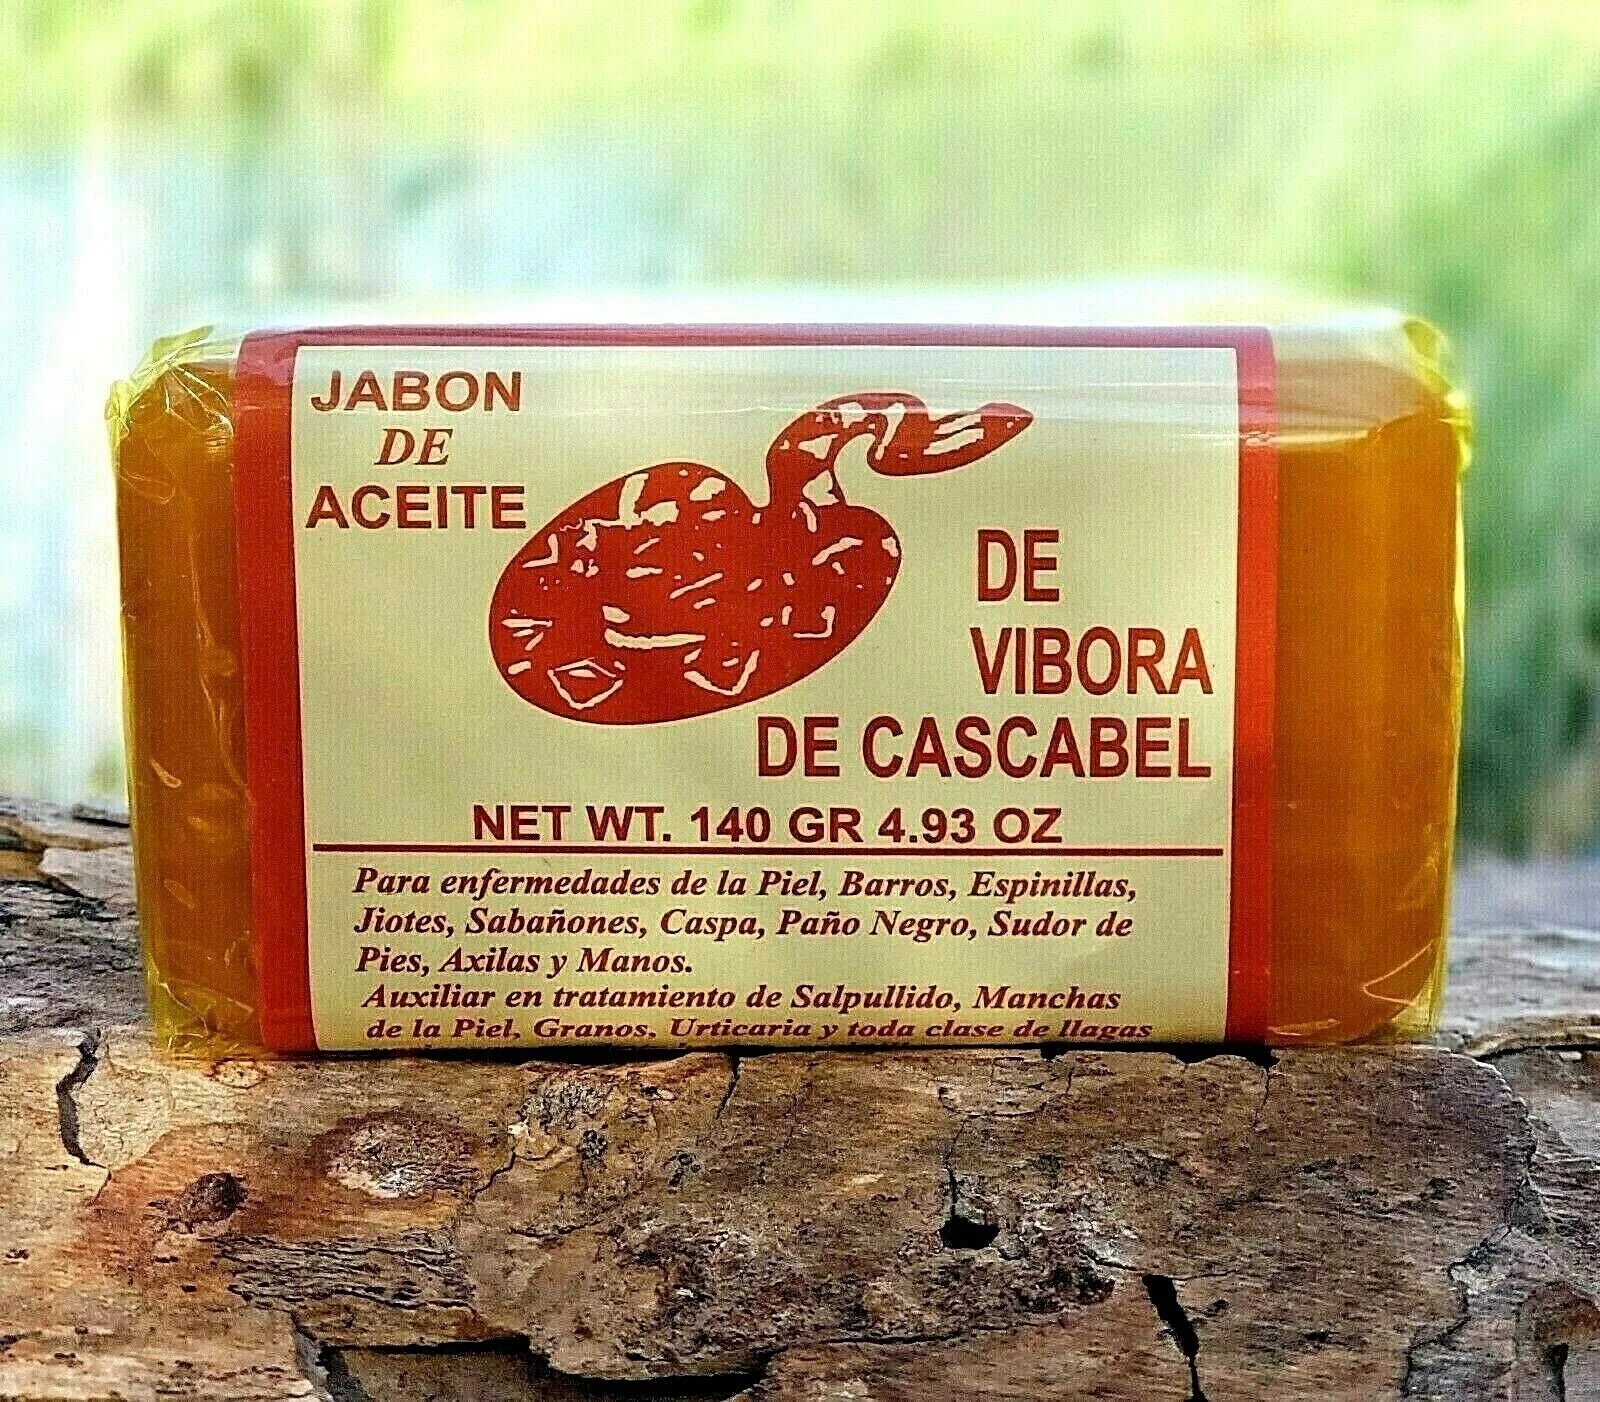 JABON
DE
ACEITE
DE
VIBORA
DE CASCABEL
NET WT. 140 GR 4.93 OZ
Para enfermedades de la Piel, Barros, Espinillas,
Jiotes, Sabañones, Caspa, Paño Negro, Sudor de
Pies, Axilas y Manos.
Auxiliar en tratamiento de Salpullido, Manchas
de la Piel, Granos, Urticaria y toda clase de llagas